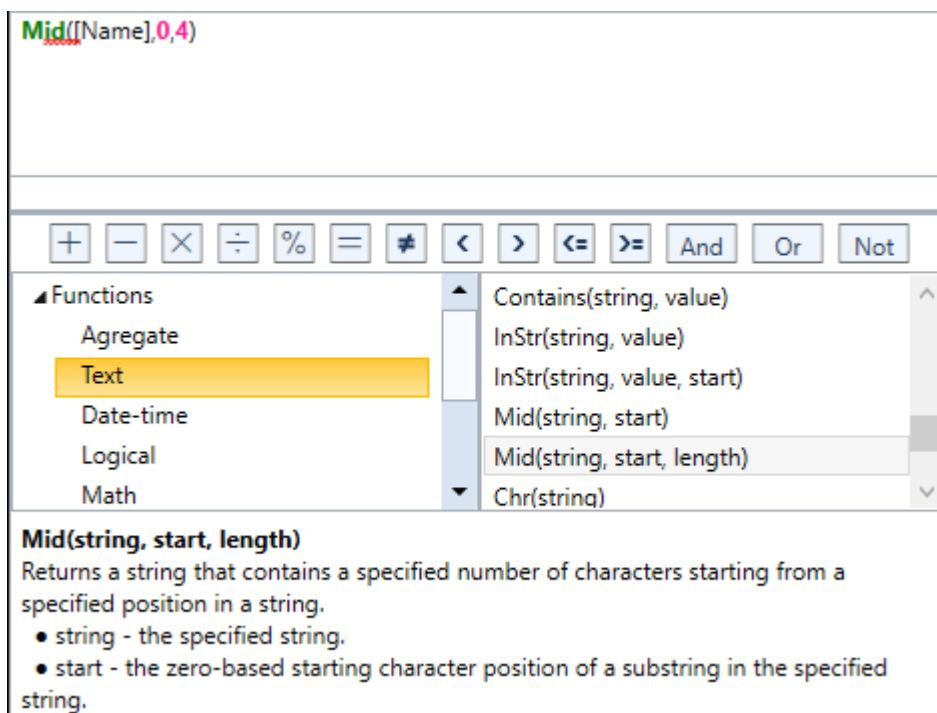 Mid([Name],0,4)
+ − × ÷ % = ≠ < > <= >= And Or Not
Functions
Agregate
Text
Date-time
Logical
Math
Contains(string, value)
InStr(string, value)
InStr(string, value, start)
Mid(string, start)
Mid(string, start, length)
Chr(string)
Mid(string, start, length)
Returns a string that contains a specified number of characters starting from a
specified position in a string.
● string - the specified string.
● start - the zero-based starting character position of a substring in the specified
string.